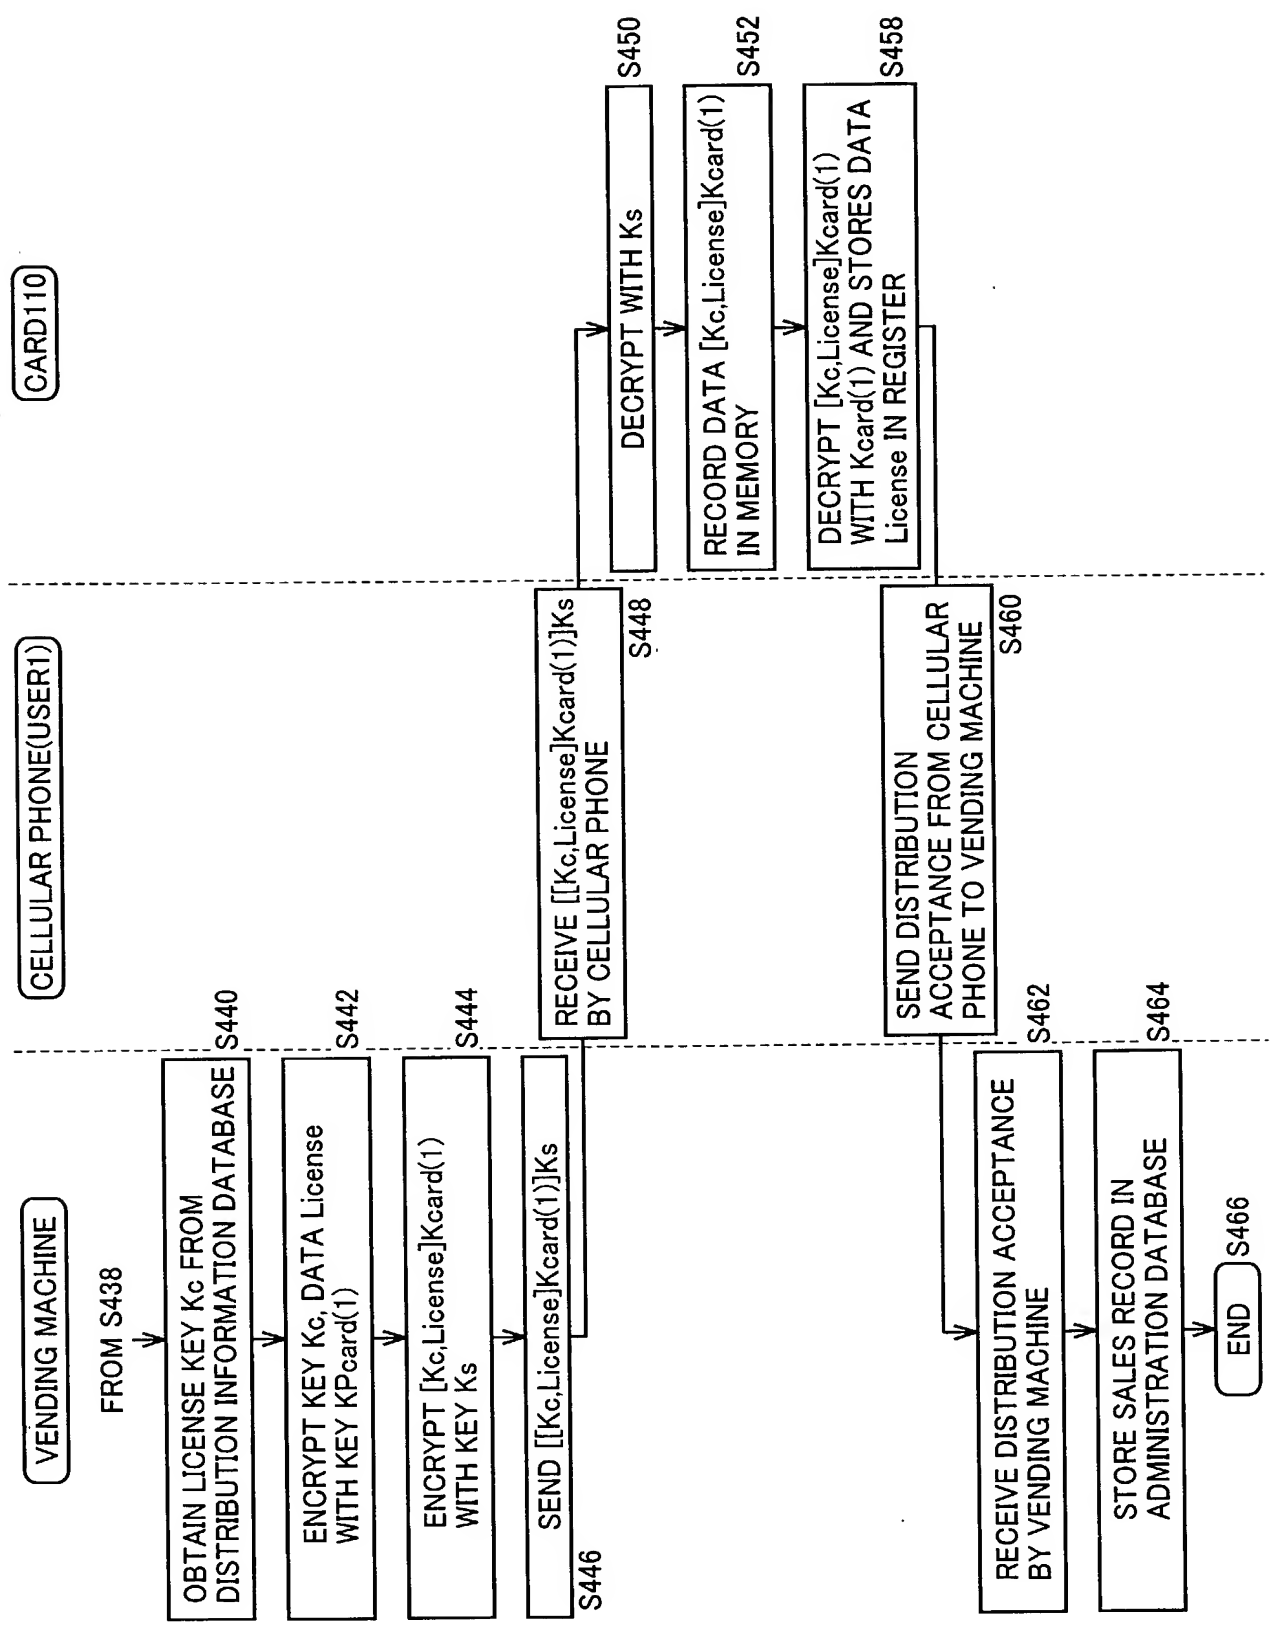 VENDING MACHINE
CELLULAR PHONE(USER1)
CARD110
FROM S438
OBTAIN LICENSE KEY Kc FROM
DISTRIBUTION INFORMATION DATABASE
S440
ENCRYPT KEY Kc, DATA License
WITH KEY KPcard(1)
S442
ENCRYPT [Kc,License]Kcard(1)
WITH KEY Ks
S444
SEND [[Kc,License]Kcard(1)]Ks
S446
RECEIVE [[Kc,License]Kcard(1)]Ks
BY CELLULAR PHONE
S448
DECRYPT WITH Ks
S450
RECORD DATA [Kc,License]Kcard(1)
IN MEMORY
S452
DECRYPT [Kc,License]Kcard(1)
WITH Kcard(1) AND STORES DATA
License IN REGISTER
S458
SEND DISTRIBUTION
ACCEPTANCE FROM CELLULAR
PHONE TO VENDING MACHINE
S460
RECEIVE DISTRIBUTION ACCEPTANCE
BY VENDING MACHINE
S462
STORE SALES RECORD IN
ADMINISTRATION DATABASE
S464
END
S466